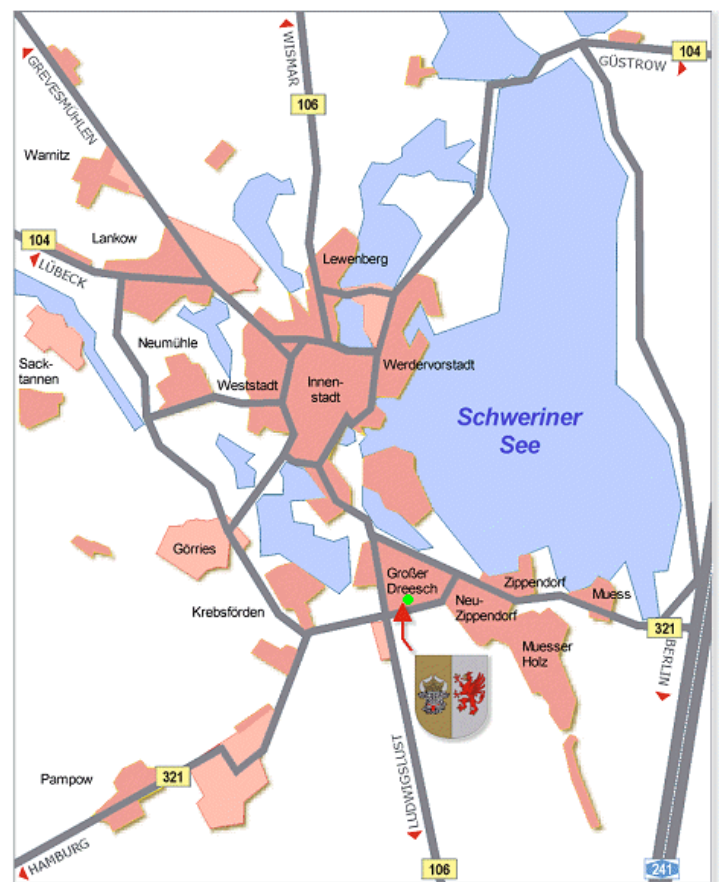 104
GÜSTROW
WISMAR
106
GREVESMÜHLEN
Warnitz
104
LÜBECK
Lankow
Lewenberg
Neumühle
Sack-
tannen
Weststadt
Innen-
stadt
Werdervorstadt
Schweriner
See
Görries
Krebsförden
Großer
Dreesch
Neu-
Zippendorf
Zippendorf
Muess
321
BERLIN
Muesser
Holz
LUDWIGSLUST
Pampow
321
HAMBURG
106
241